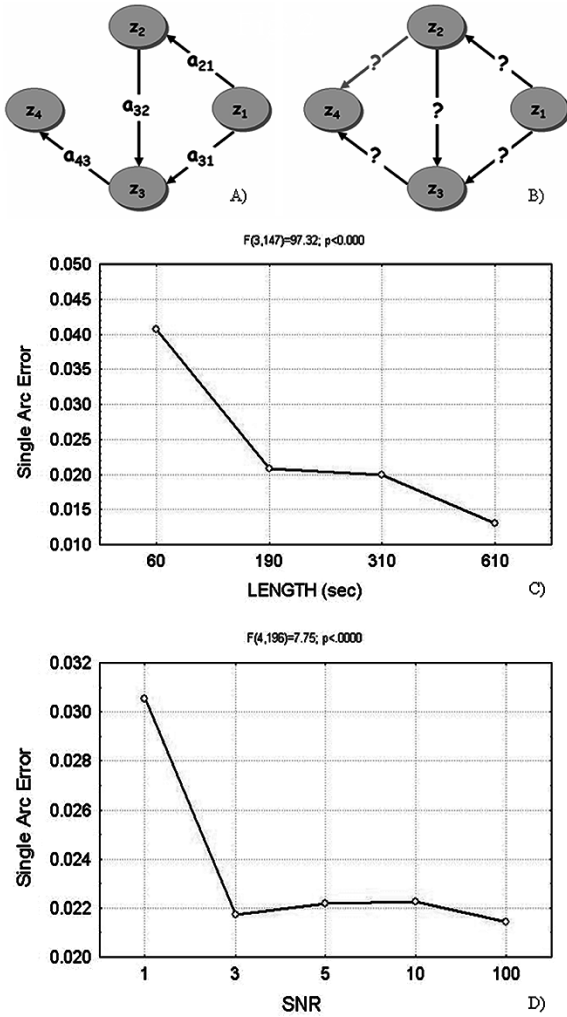 z2
a21
a32
z4
z1
a43
a31
z3
A)
z2
?
?
?
z4
z1
?
?
z3
B)
F(3,147)=97.32; p<0.000
0.050
0.045
0.040
0.035
0.030
0.025
0.020
0.015
0.010
Single Arc Error
60 190 310 610
LENGTH (sec)
C)
F(4,196)=7.75; p<.0000
0.032
0.030
0.028
0.026
0.024
0.022
0.020
Single Arc Error
1 3 5 10 100
SNR
D)